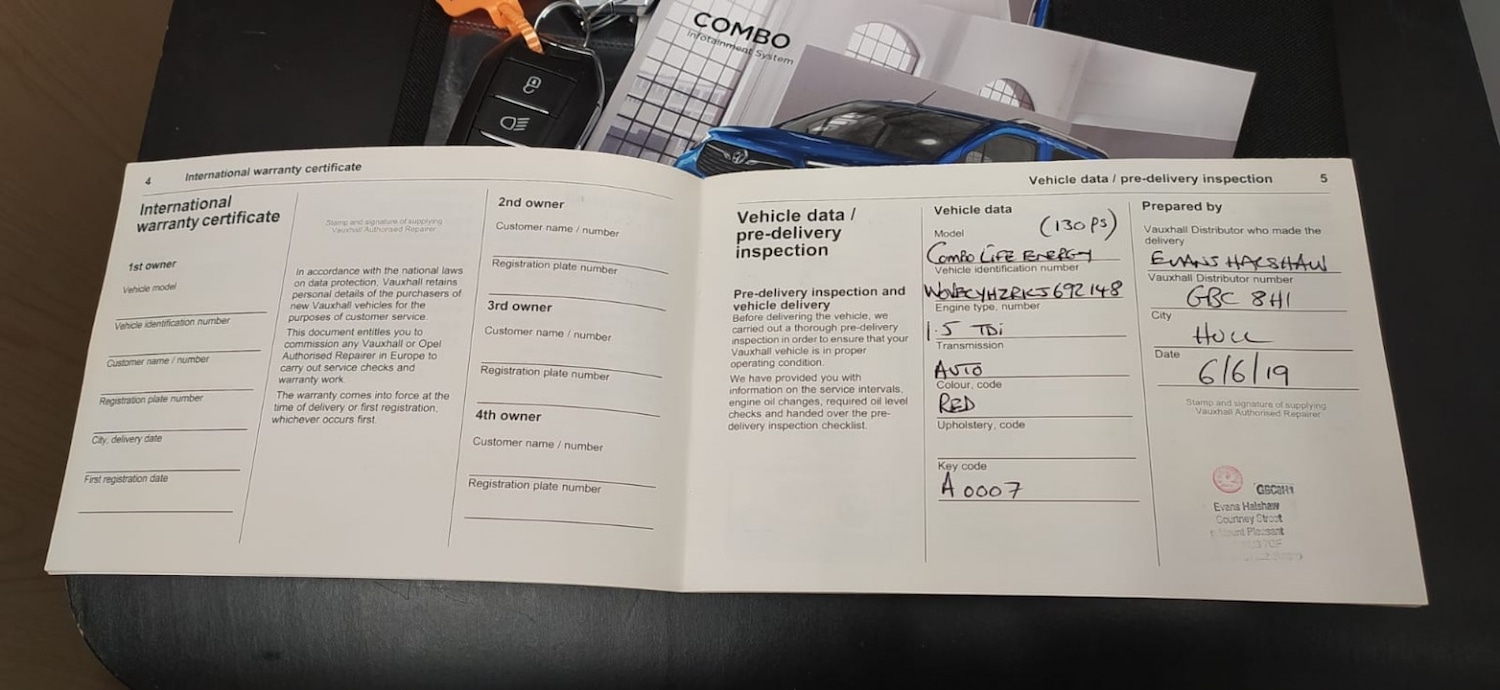 COMBO
Infotainment System
4 International warranty certificate
International
warranty certificate
1st owner
Vehicle model
Vehicle identification number
Customer name / number
Registration plate number
City, delivery date
First registration date
Stamp and signature of supplying
Vauxhall Authorised Repairer
In accordance with the national laws
on data protection, Vauxhall retains
personal details of the purchasers of
new Vauxhall vehicles for the
purposes of customer service.
This document entitles you to
commission any Vauxhall or Opel
Authorised Repairer in Europe to
carry out service checks and
warranty work.
The warranty comes into force at the
time of delivery or first registration,
whichever occurs first.
2nd owner
Customer name / number
Registration plate number
3rd owner
Customer name / number
Registration plate number
4th owner
Customer name / number
Registration plate number
Vehicle data / pre-delivery inspection 5
Vehicle data /
pre-delivery
inspection
Pre-delivery inspection and
vehicle delivery
Before delivering the vehicle, we
carried out a thorough pre-delivery
inspection in order to ensure that your
Vauxhall vehicle is in proper
operating condition.
We have provided you with
information on the service intervals,
engine oil changes, required oil level
checks and handed over the pre-
delivery inspection checklist.
Vehicle data
Model (130 PS)
COMBO LIFE ENERGY
Vehicle identification number
W0VECYHZRKJ692148
Engine type, number
1.5 TDi
Transmission
AUTO
Colour, code
RED
Upholstery, code
Key code
A0007
Prepared by
Vauxhall Distributor who made the
delivery
EVANS HALSHAW
Vauxhall Distributor number
GBC 8H1
City
HULL
Date
6/6/19
Stamp and signature of supplying
Vauxhall Authorised Repairer
GBC8H1
Evans Halshaw
Courtney Street
Mount Pleasant